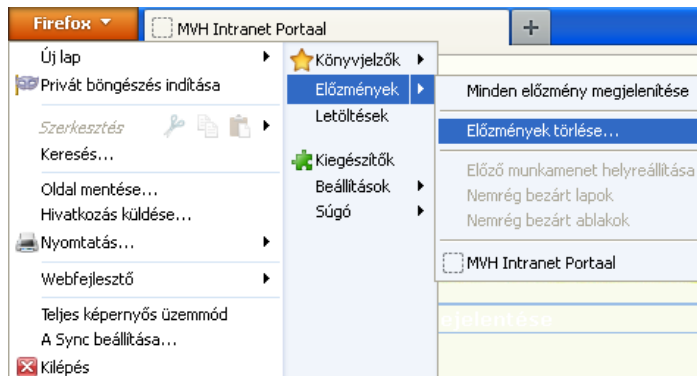 Firefox
MVH Intranet Portaal
Új lap
Privát böngészés indítása
Szerkesztés
Keresés...
Oldal mentése...
Hivatkozás küldése...
Nyomtatás...
Webfejlesztő
Teljes képernyős üzemmód
A Sync beállítása...
Kilépés
Könyvjelzők
Előzmények
Letöltések
Kiegészítők
Beállítások
Súgó
Minden előzmény megjelenítése
Előzmények törlése...
Előző munkamenet helyreállítása
Nemrég bezárt lapok
Nemrég bezárt ablakok
MVH Intranet Portaal